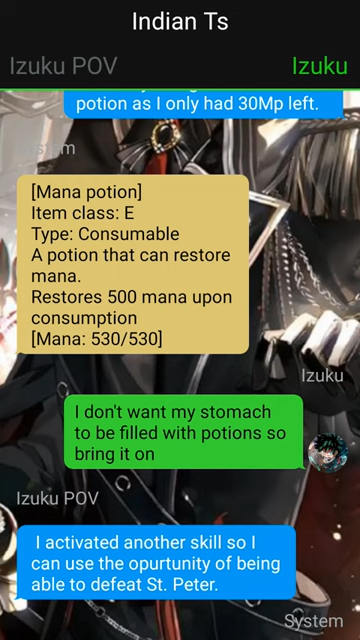 Indian Ts
Izuku POV
Izuku
potion as I only had 30Mp left.
[Mana potion]
Item class: E
Type: Consumable
A potion that can restore
mana.
Restores 500 mana upon
consumption
[Mana: 530/530]
Izuku
I don't want my stomach
to be filled with potions so
bring it on
Izuku POV
I activated another skill so I
can use the opurtunity of being
able to defeat St. Peter.
System